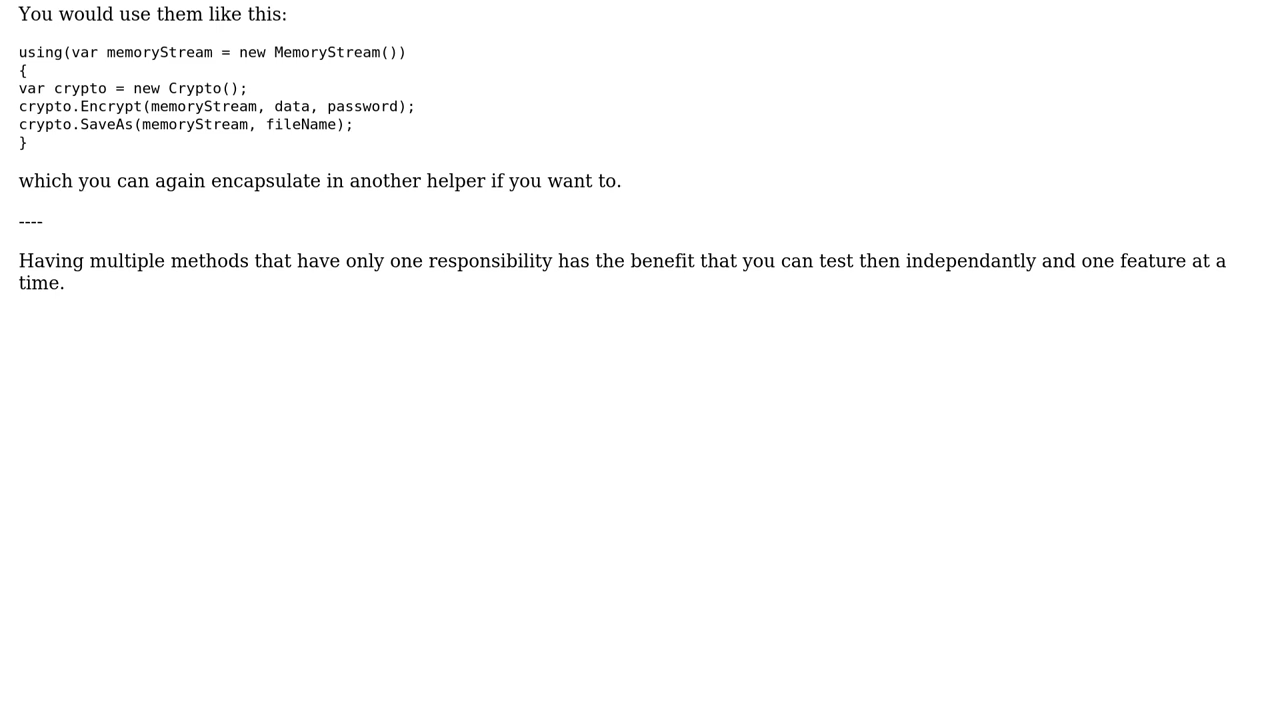 You would use them like this:
using(var memoryStream = new MemoryStream())
{
var crypto = new Crypto();
crypto.Encrypt(memoryStream, data, password);
crypto.SaveAs(memoryStream, fileName);
}
which you can again encapsulate in another helper if you want to.
----
Having multiple methods that have only one responsibility has the benefit that you can test then independantly and one feature at a
time.